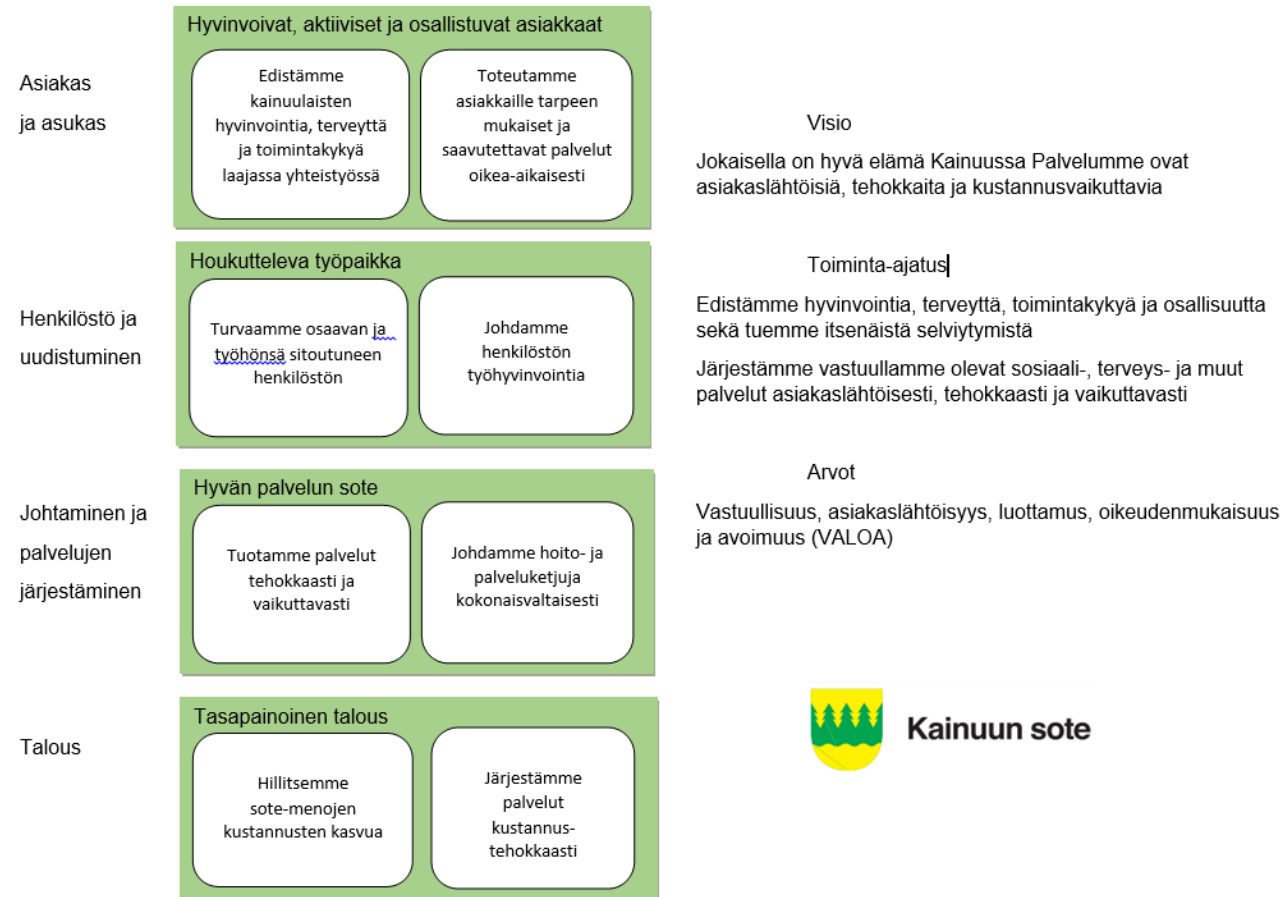 Asiakas
ja asukas
Hyvinvoivat, aktiiviset ja osallistuvat asiakkaat
Edistämme
kainuulaisten
hyvinvointia, terveyttä
ja toimintakykyä
laajassa yhteistyössä
Toteutamme
asiakkaille tarpeen
mukaiset ja
saavutettavat palvelut
oikea-aikaisesti
Henkilöstö ja
uudistuminen
Houkutteleva työpaikka
Turvaamme osaavan ja
työhönsä sitoutuneen
henkilöstön
Johdamme
henkilöstön
työhyvinvointia
Johtaminen ja
palvelujen
järjestäminen
Hyvän palvelun sote
Tuotamme palvelut
tehokkaasti ja
vaikuttavasti
Johdamme hoito- ja
palveluketjuja
kokonaisvaltaisesti
Talous
Tasapainoinen talous
Hillitsemme
sote-menojen
kustannusten kasvua
Järjestämme
palvelut
kustannus-
tehokkaasti
Visio
Jokaisella on hyvä elämä Kainuussa Palvelumme ovat
asiakaslähtöisiä, tehokkaita ja kustannusvaikuttavia
Toiminta-ajatus
Edistämme hyvinvointia, terveyttä, toimintakykyä ja osallisuutta
sekä tuemme itsenäistä selviytymistä
Järjestämme vastuullamme olevat sosiaali-, terveys- ja muut
palvelut asiakaslähtöisesti, tehokkaasti ja vaikuttavasti
Arvot
Vastuullisuus, asiakaslähtöisyys, luottamus, oikeudenmukaisuus
ja avoimuus (VALOA)
Kainuun sote